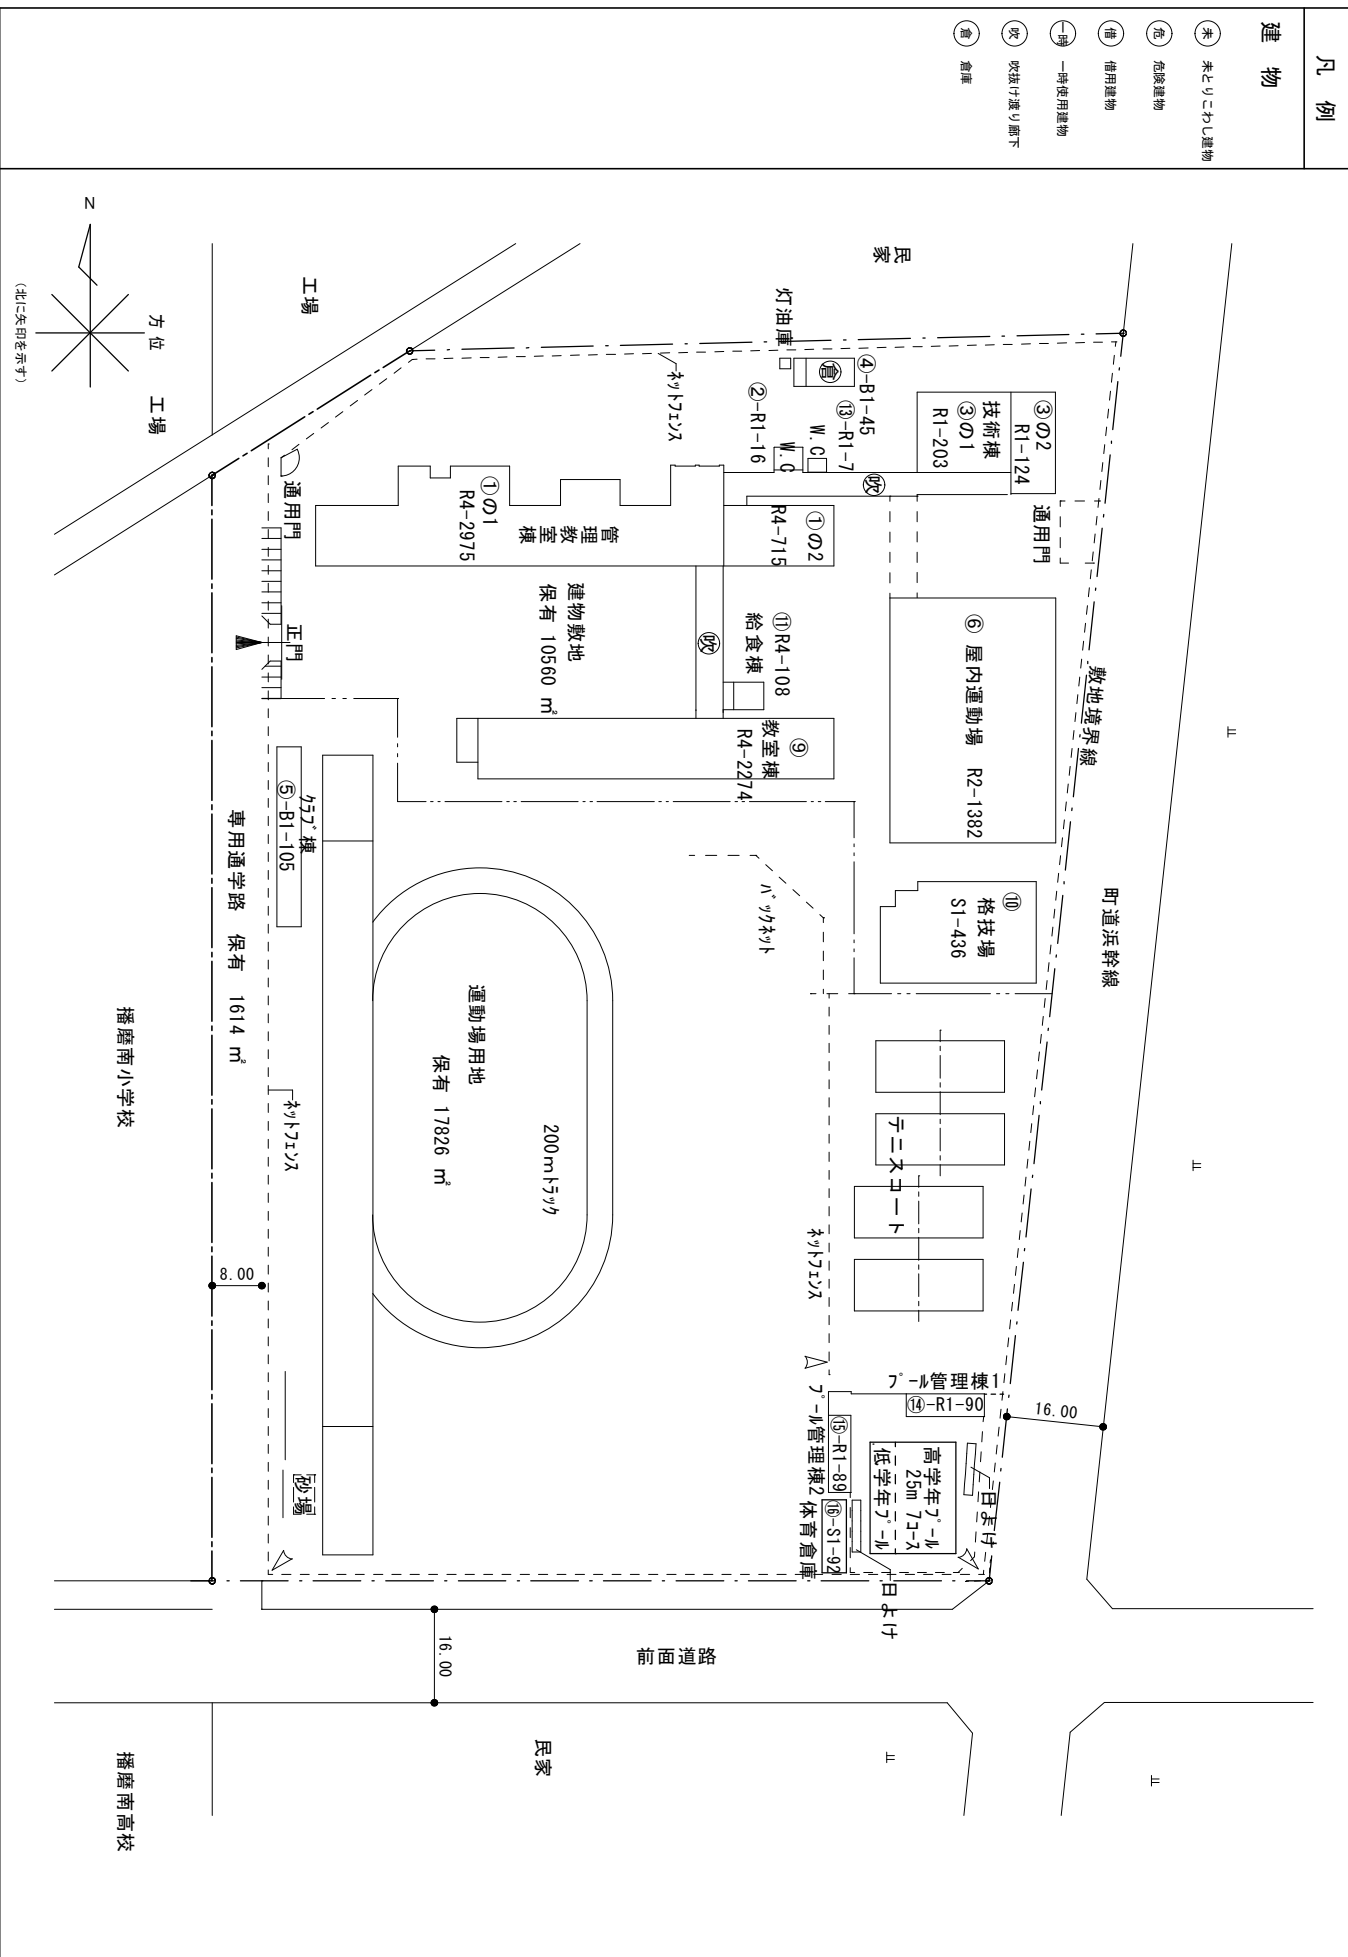 凡 例
建 物
未 未とりこわし建物
危 危険建物
借 借用建物
一時 一時使用建物
吹 吹抜け渡り廊下
倉 倉庫
N
方 位
(北に矢印を示す)
工場
工場
民家
灯油庫
倉
④-B1-45
⑬-R1-7
W.C
②-R1-16
W.C
ネットフェンス
③の2
R1-124
技術棟
③の1
R1-203
吹
通用門
通用門
①の1
R4-2975
管理教室棟
①の2
R4-715
建物敷地
保有 10560 ㎡
正門
吹
⑪R4-108
給食棟
⑥ 屋内運動場 R2-1382
敷地境界線
⑨
教室棟
R4-2274
クラブ棟
⑤-B1-105
専用通学路 保有 1614 ㎡
バックネット
⑩
格技場
S1-436
町道浜幹線
播磨南小学校
運動場用地
保有 17826 ㎡
200mトラック
ネットフェンス
テニスコート
ネットフェンス
8.00
プール管理棟1
⑭-R1-90
16.00
プール管理棟2
⑮-R1-89
高学年プール
25m 7コース
低学年プール
日よけ
体育倉庫
⑯-S1-92
日よけ
砂場
16.00
前面道路
民家
播磨南高校